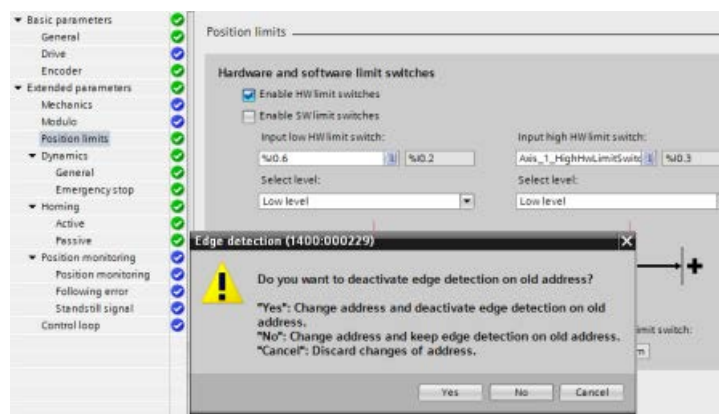 Basic parameters
General
Drive
Encoder
Extended parameters
Mechanics
Modulo
Position limits
Dynamics
General
Emergency stop
Homing
Active
Passive
Position monitoring
Position monitoring
Following error
Standstill signal
Control loop
Position limits
Hardware and software limit switches
Enable HW limit switches
Enable SW limit switches
Input low HW limit switch:
Input high HW limit switch:
%I0.6
%I0.2
Axis_1_HighHwLimitSwitc
%I0.3
Select level:
Select level:
Low level
Low level
Edge detection (1400:000229)
X
Do you want to deactivate edge detection on old address?
"Yes": Change address and deactivate edge detection on old
address.
"No": Change address and keep edge detection on old address.
"Cancel": Discard changes of address.
Yes
No
Cancel
+
imit switch:
m